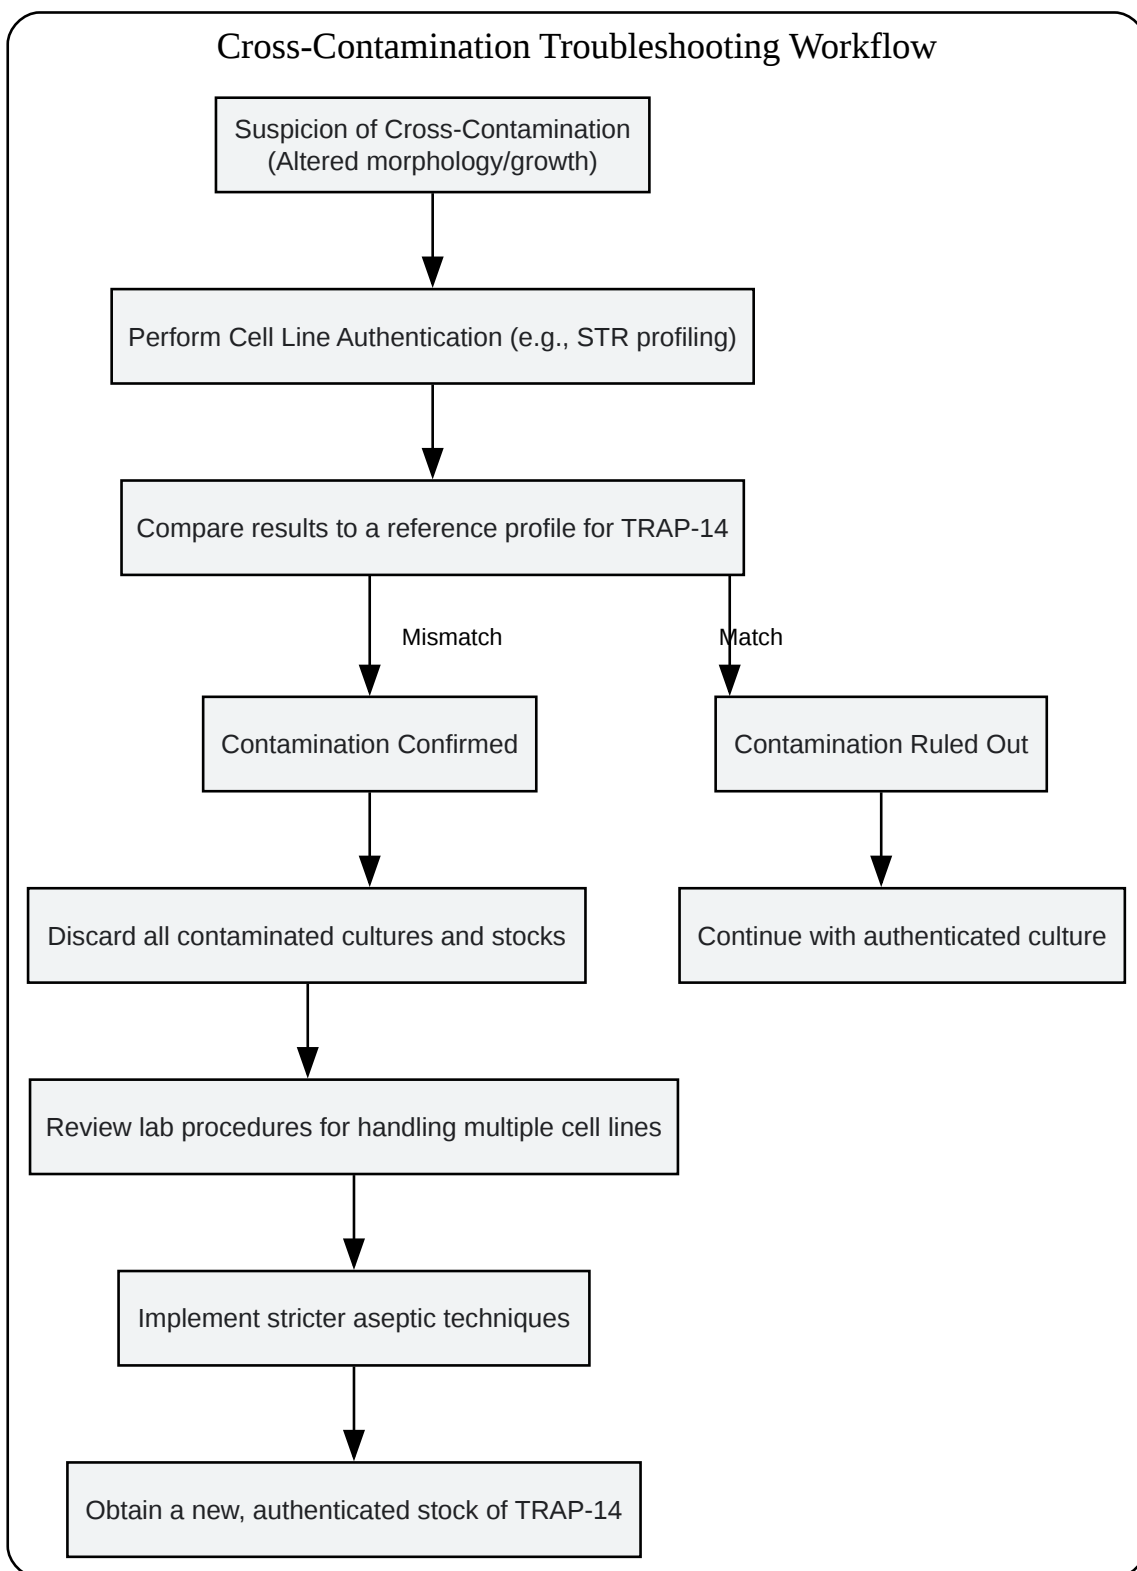 Cross-Contamination Troubleshooting Workflow
Suspicion of Cross-Contamination
(Altered morphology/growth)
Perform Cell Line Authentication (e.g., STR profiling)
Compare results to a reference profile for TRAP-14
Mismatch
Match
Contamination Confirmed
Contamination Ruled Out
Discard all contaminated cultures and stocks
Continue with authenticated culture
Review lab procedures for handling multiple cell lines
Implement stricter aseptic techniques
Obtain a new, authenticated stock of TRAP-14